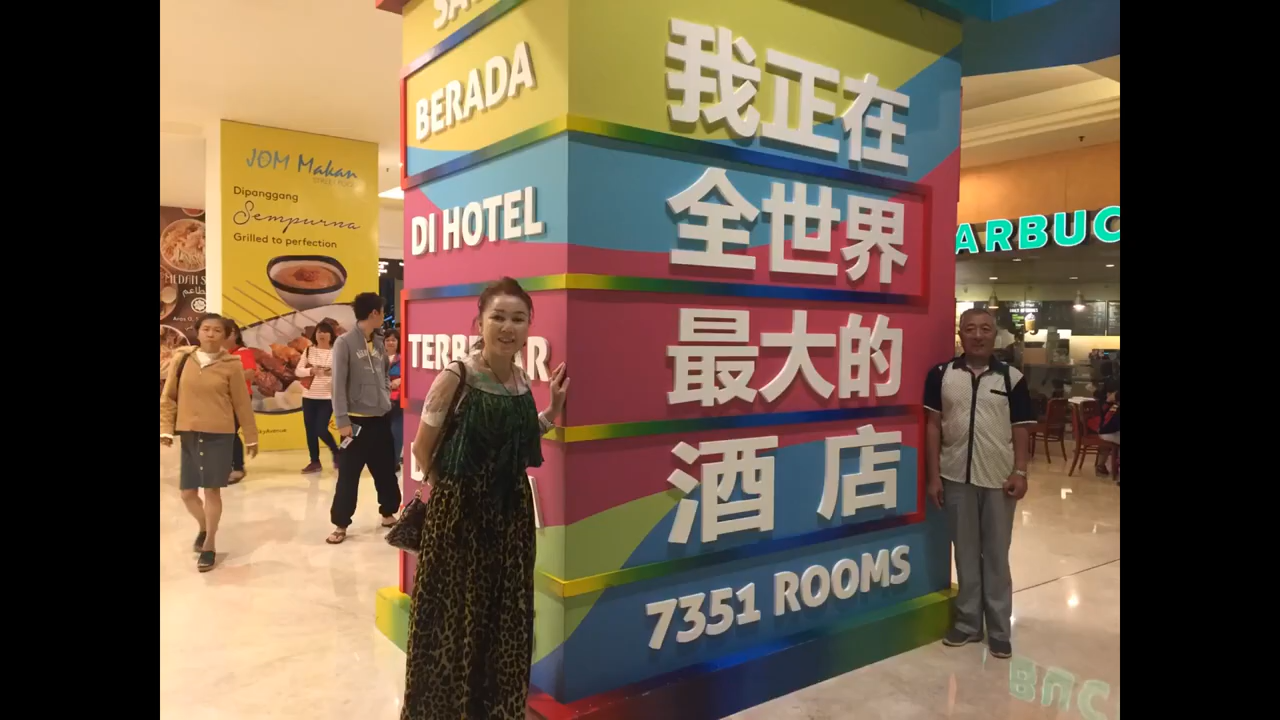 BERADA
DI HOTEL
我正在
全世界
最大的
酒店
7351 ROOMS
JOM Makan
Dipanggang
Sempurna
Grilled to perfection
ARBUC